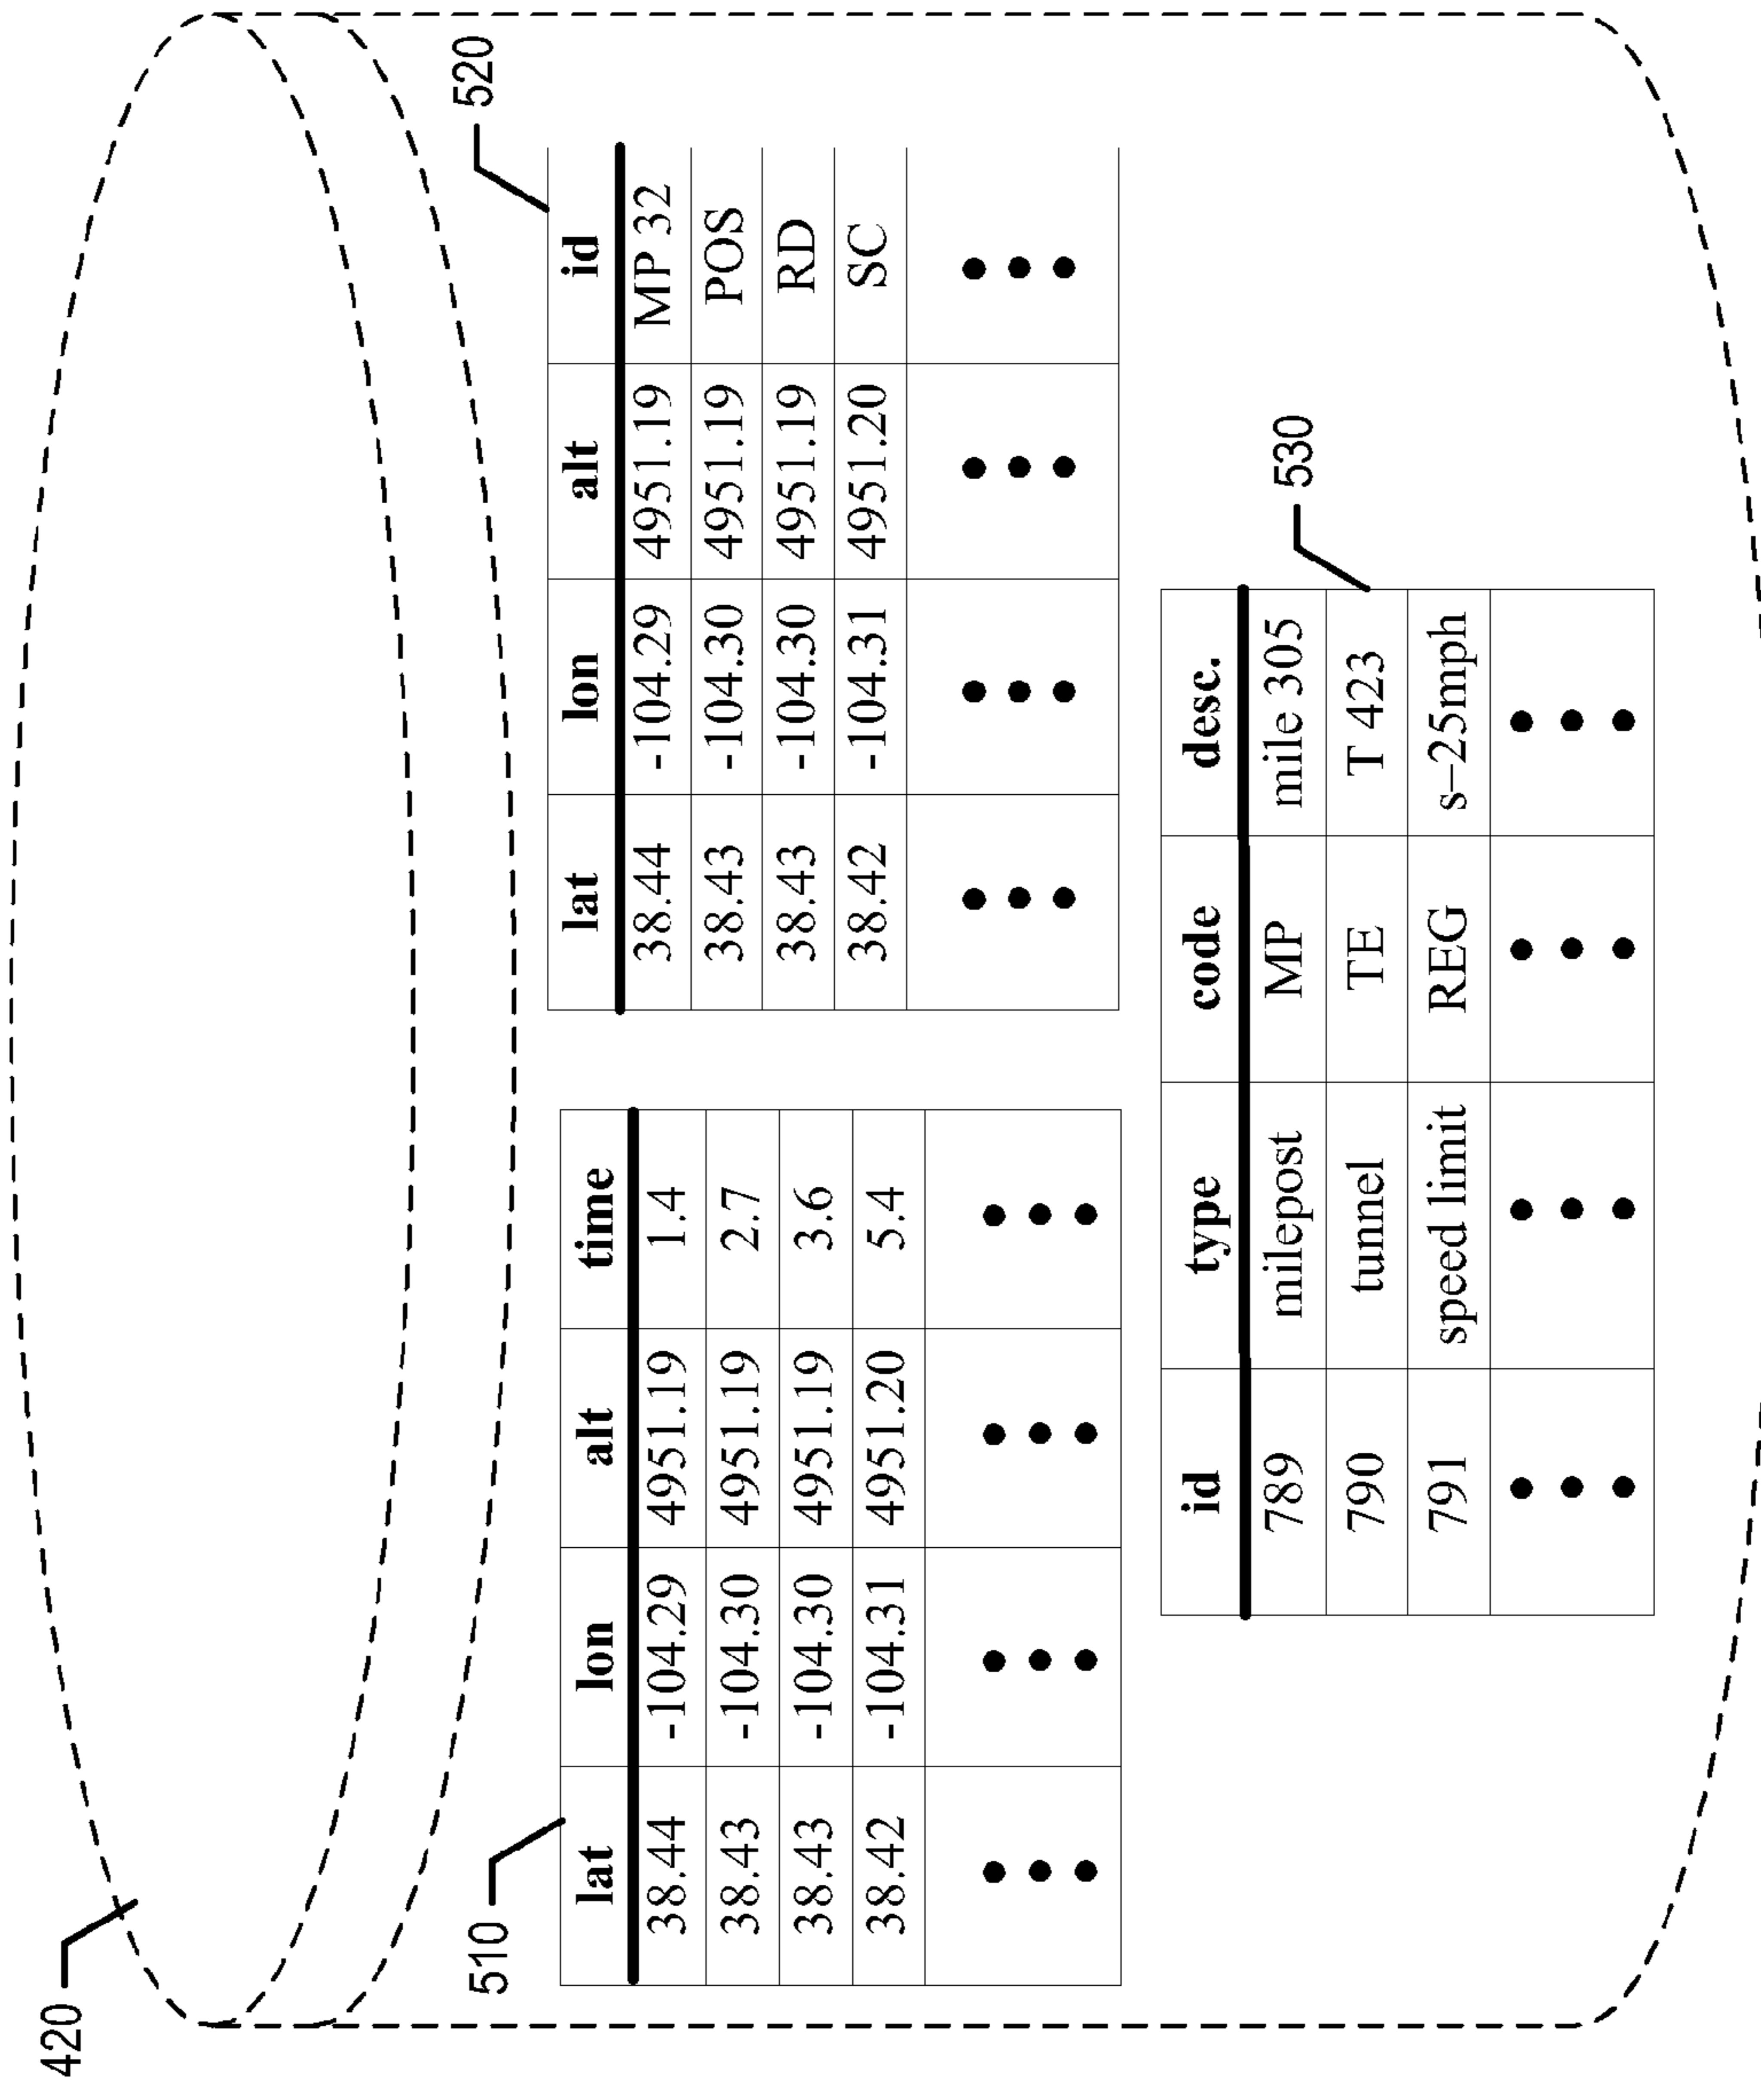 420
510
lat lon alt time
38.44 -104.29 4951.19 1.4
38.43 -104.30 4951.19 2.7
38.43 -104.30 4951.19 3.6
38.42 -104.31 4951.20 5.4
520
lat lon alt id
38.44 -104.29 4951.19 MP 32
38.43 -104.30 4951.19 POS
38.43 -104.30 4951.19 RD
38.42 -104.31 4951.20 SC
530
id type code desc.
789 milepost MP mile 305
790 tunnel TE T 423
791 speed limit REG s–25mph